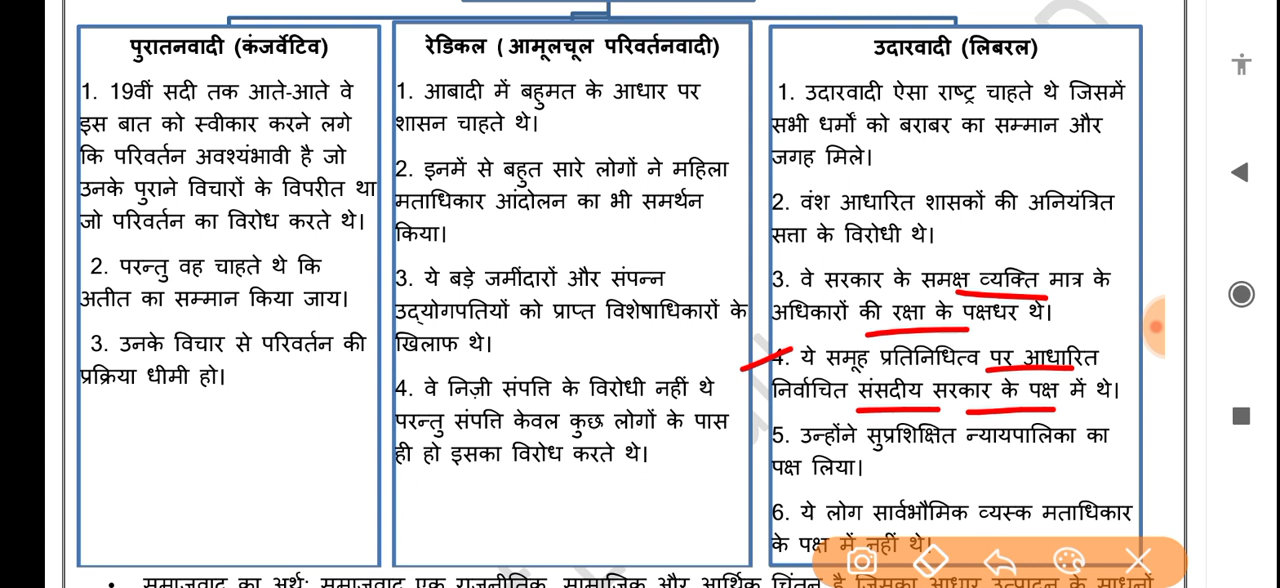 पुरातनवादी (कंजर्वेटिव)
1. 19वीं सदी तक आते-आते वे
इस बात को स्वीकार करने लगे
कि परिवर्तन अवश्यंभावी है जो
उनके पुराने विचारों के विपरीत था
जो परिवर्तन का विरोध करते थे।
2. परन्तु वह चाहते थे कि
अतीत का सम्मान किया जाय।
3. उनके विचार से परिवर्तन की
प्रक्रिया धीमी हो।
रेडिकल (आमूलचूल परिवर्तनवादी)
1. आबादी में बहुमत के आधार पर
शासन चाहते थे।
2. इनमें से बहुत सारे लोगों ने महिला
मताधिकार आंदोलन का भी समर्थन
किया।
3. ये बड़े जमींदारों और संपन्न
उद्योगपतियों को प्राप्त विशेषाधिकारों के
खिलाफ थे।
4. वे निज़ी संपत्ति के विरोधी नहीं थे
परन्तु संपत्ति केवल कुछ लोगों के पास
ही हो इसका विरोध करते थे।
उदारवादी (लिबरल)
1. उदारवादी ऐसा राष्ट्र चाहते थे जिसमें
सभी धर्मों को बराबर का सम्मान और
जगह मिले।
2. वंश आधारित शासकों की अनियंत्रित
सत्ता के विरोधी थे।
3. वे सरकार के समक्ष व्यक्ति मात्र के
अधिकारों की रक्षा के पक्षधर थे।
4. ये समूह प्रतिनिधित्व पर आधारित
निर्वाचित संसदीय सरकार के पक्ष में थे।
5. उन्होंने सुप्रशिक्षित न्यायपालिका का
पक्ष लिया।
6. ये लोग सार्वभौमिक व्यस्क मताधिकार
के पक्ष में नहीं थे।
• समाजवाद का अर्थ: समाजवाद एक राजनीतिक, सामाजिक और आर्थिक चिंतन है जिसका आधार उत्पादन के साधनों